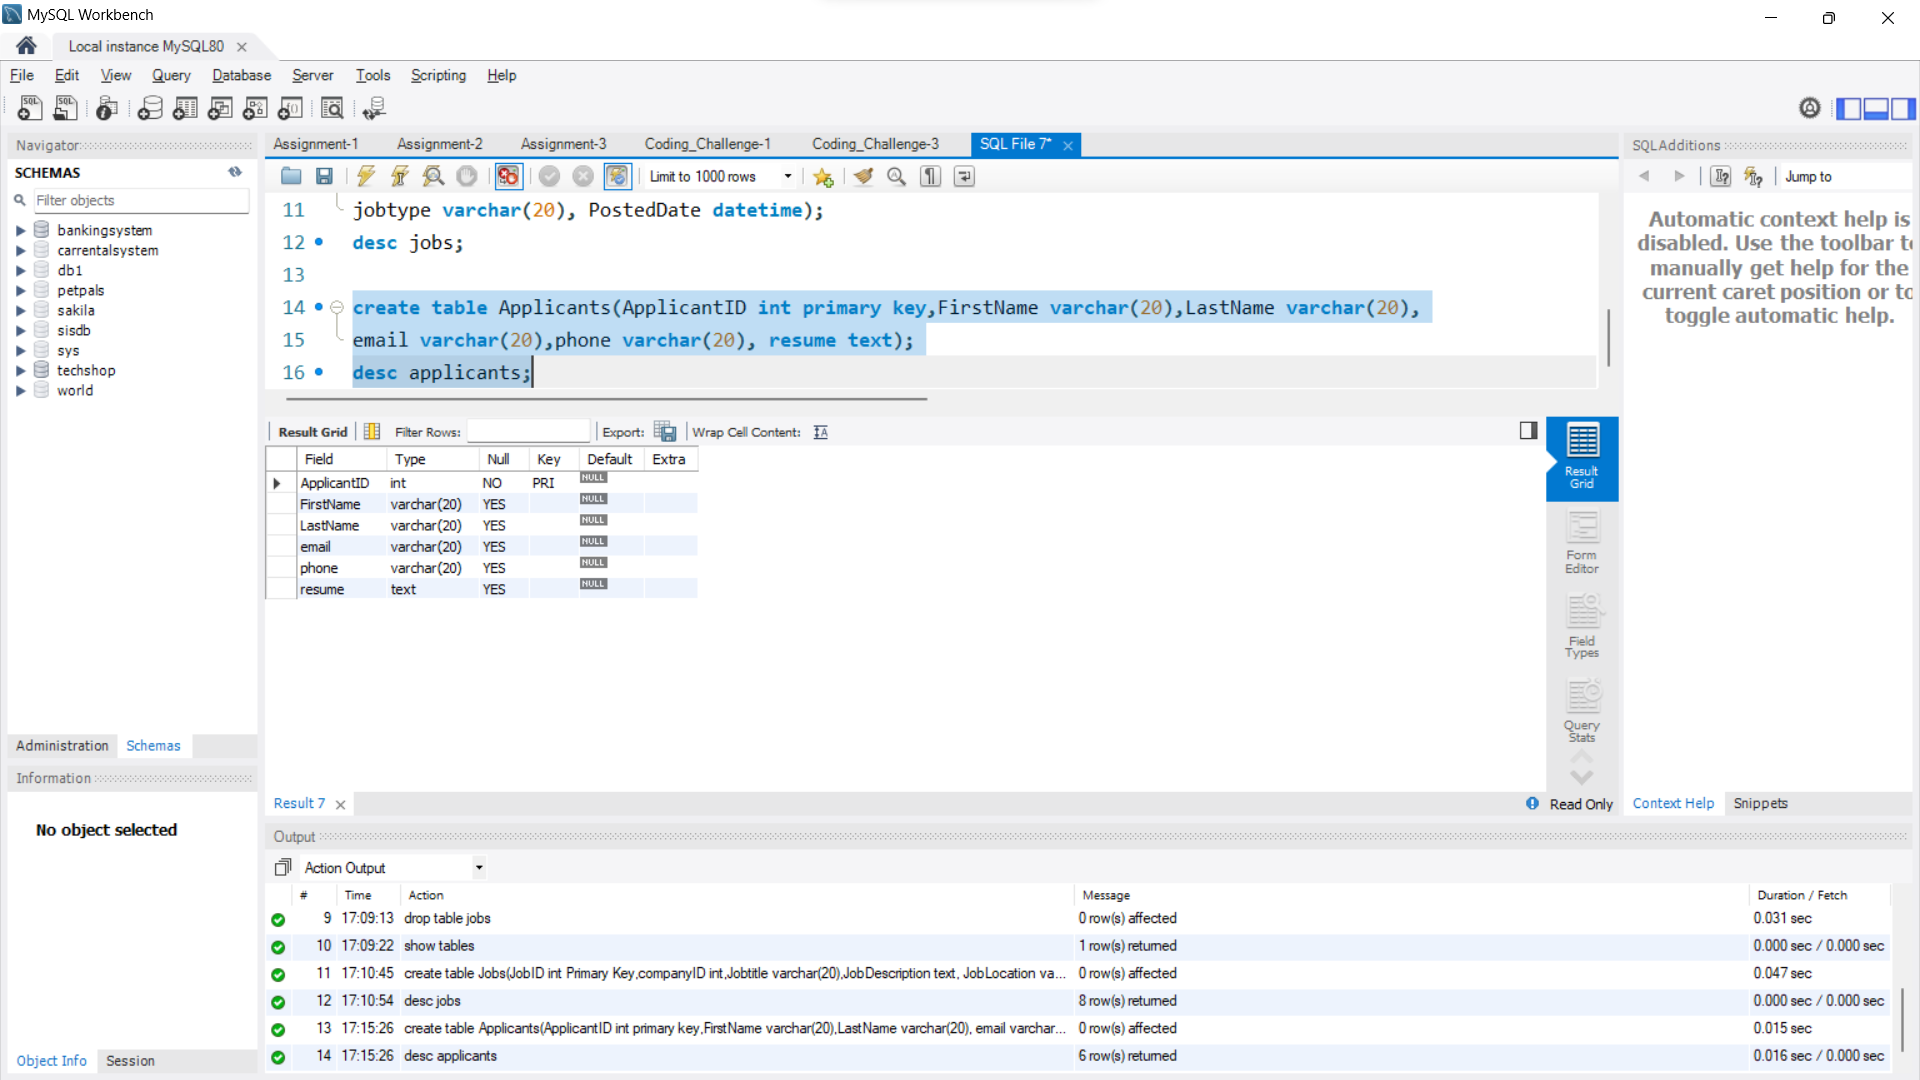 MySQL Workbench
Local instance MySQL80
File Edit View Query Database Server Tools Scripting Help
Navigator
SCHEMAS
Filter objects
bankingsystem
carrentalsystem
db1
petpals
sakila
sisdb
sys
techshop
world
Administration Schemas
Information
No object selected
Object Info Session
Assignment-1 Assignment-2 Assignment-3 Coding_Challenge-1 Coding_Challenge-3 SQL File 7*
Limit to 1000 rows
11 jobtype varchar(20), PostedDate datetime);
12 desc jobs;
13
14 create table Applicants(ApplicantID int primary key,FirstName varchar(20),LastName varchar(20),
15 email varchar(20),phone varchar(20), resume text);
16 desc applicants;
Result Grid Filter Rows: Export: Wrap Cell Content:
Field Type Null Key Default Extra
ApplicantID int NO PRI NULL
FirstName varchar(20) YES NULL
LastName varchar(20) YES NULL
email varchar(20) YES NULL
phone varchar(20) YES NULL
resume text YES NULL
Result Grid
Form Editor
Field Types
Query Stats
Result 7
Read Only
SQLAdditions
Jump to
Automatic context help is
disabled. Use the toolbar t
manually get help for the
current caret position or to
toggle automatic help.
Context Help Snippets
Output
Action Output
# Time Action Message Duration / Fetch
9 17:09:13 drop table jobs 0 row(s) affected 0.031 sec
10 17:09:22 show tables 1 row(s) returned 0.000 sec / 0.000 sec
11 17:10:45 create table Jobs(JobID int Primary Key,companyID int,Jobtitle varchar(20),JobDescription text, JobLocation va... 0 row(s) affected 0.047 sec
12 17:10:54 desc jobs 8 row(s) returned 0.000 sec / 0.000 sec
13 17:15:26 create table Applicants(ApplicantID int primary key,FirstName varchar(20),LastName varchar(20), email varchar... 0 row(s) affected 0.015 sec
14 17:15:26 desc applicants 6 row(s) returned 0.016 sec / 0.000 sec